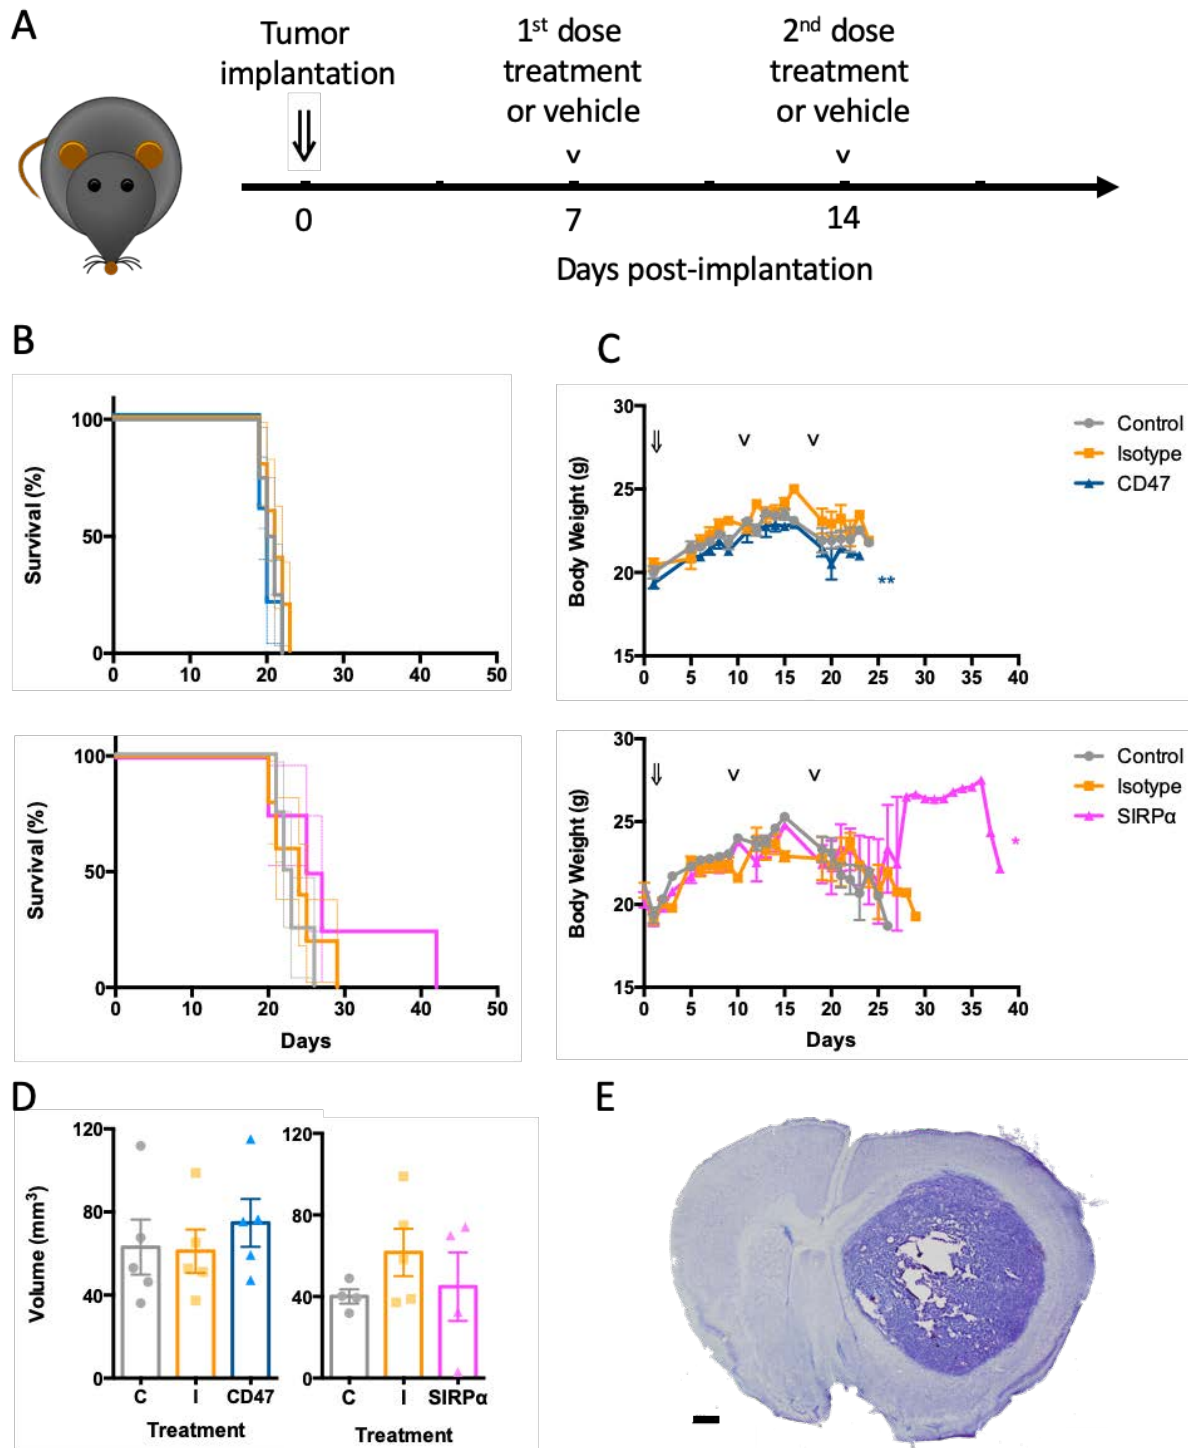 A
Tumor
implantation
1st dose
treatment
or vehicle
2nd dose
treatment
or vehicle
0
7
14
Days post-implantation
B
100
50
0
Survival (%)
0 10 20 30 40 50
100
50
0
Survival (%)
0 10 20 30 40 50
Days
C
30
25
20
15
Body Weight (g)
0 5 10 15 20 25 30 35 40
Control
Isotype
CD47
**
30
25
20
15
Body Weight (g)
0 5 10 15 20 25 30 35 40
Days
Control
Isotype
SIRPα
*
D
120
80
40
0
Volume (mm3)
C I CD47
Treatment
120
80
40
0
C I SIRPα
Treatment
E